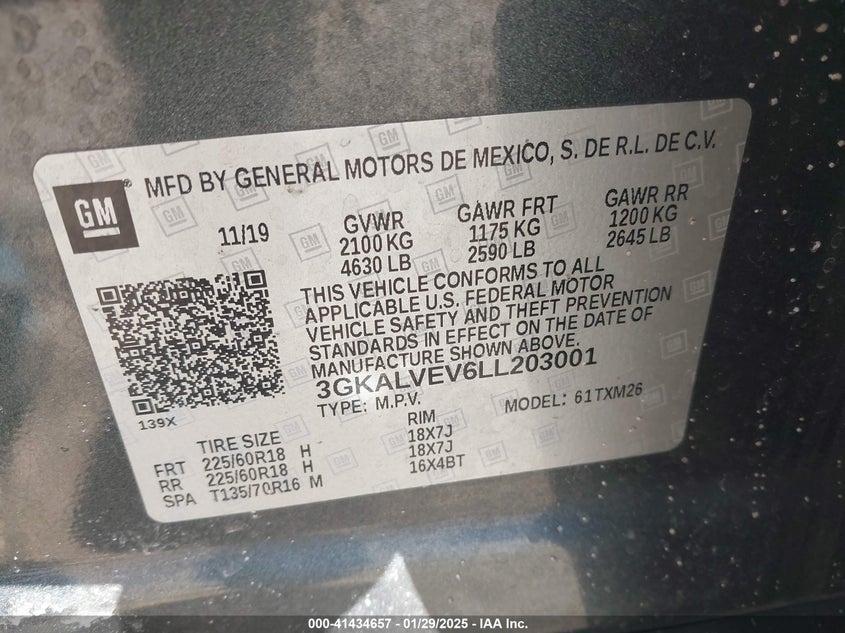 GM® MFD BY GENERAL MOTORS DE MEXICO, S. DE R.L. DE C.V.
11/19 GVWR GAWR FRT GAWR RR
2100 KG 1175 KG 1200 KG
4630 LB 2590 LB 2645 LB
THIS VEHICLE CONFORMS TO ALL
APPLICABLE U.S. FEDERAL MOTOR
VEHICLE SAFETY AND THEFT PREVENTION
STANDARDS IN EFFECT ON THE DATE OF
MANUFACTURE SHOWN ABOVE.
3GKALVEV6LL203001
TYPE: M.P.V. MODEL: 61TXM26
139X
TIRE SIZE RIM
FRT 225/60R18 H 18X7J
RR 225/60R18 H 18X7J
SPA T135/70R16 M 16X4BT
000-41434657 - 01/29/2025 - IAA Inc.